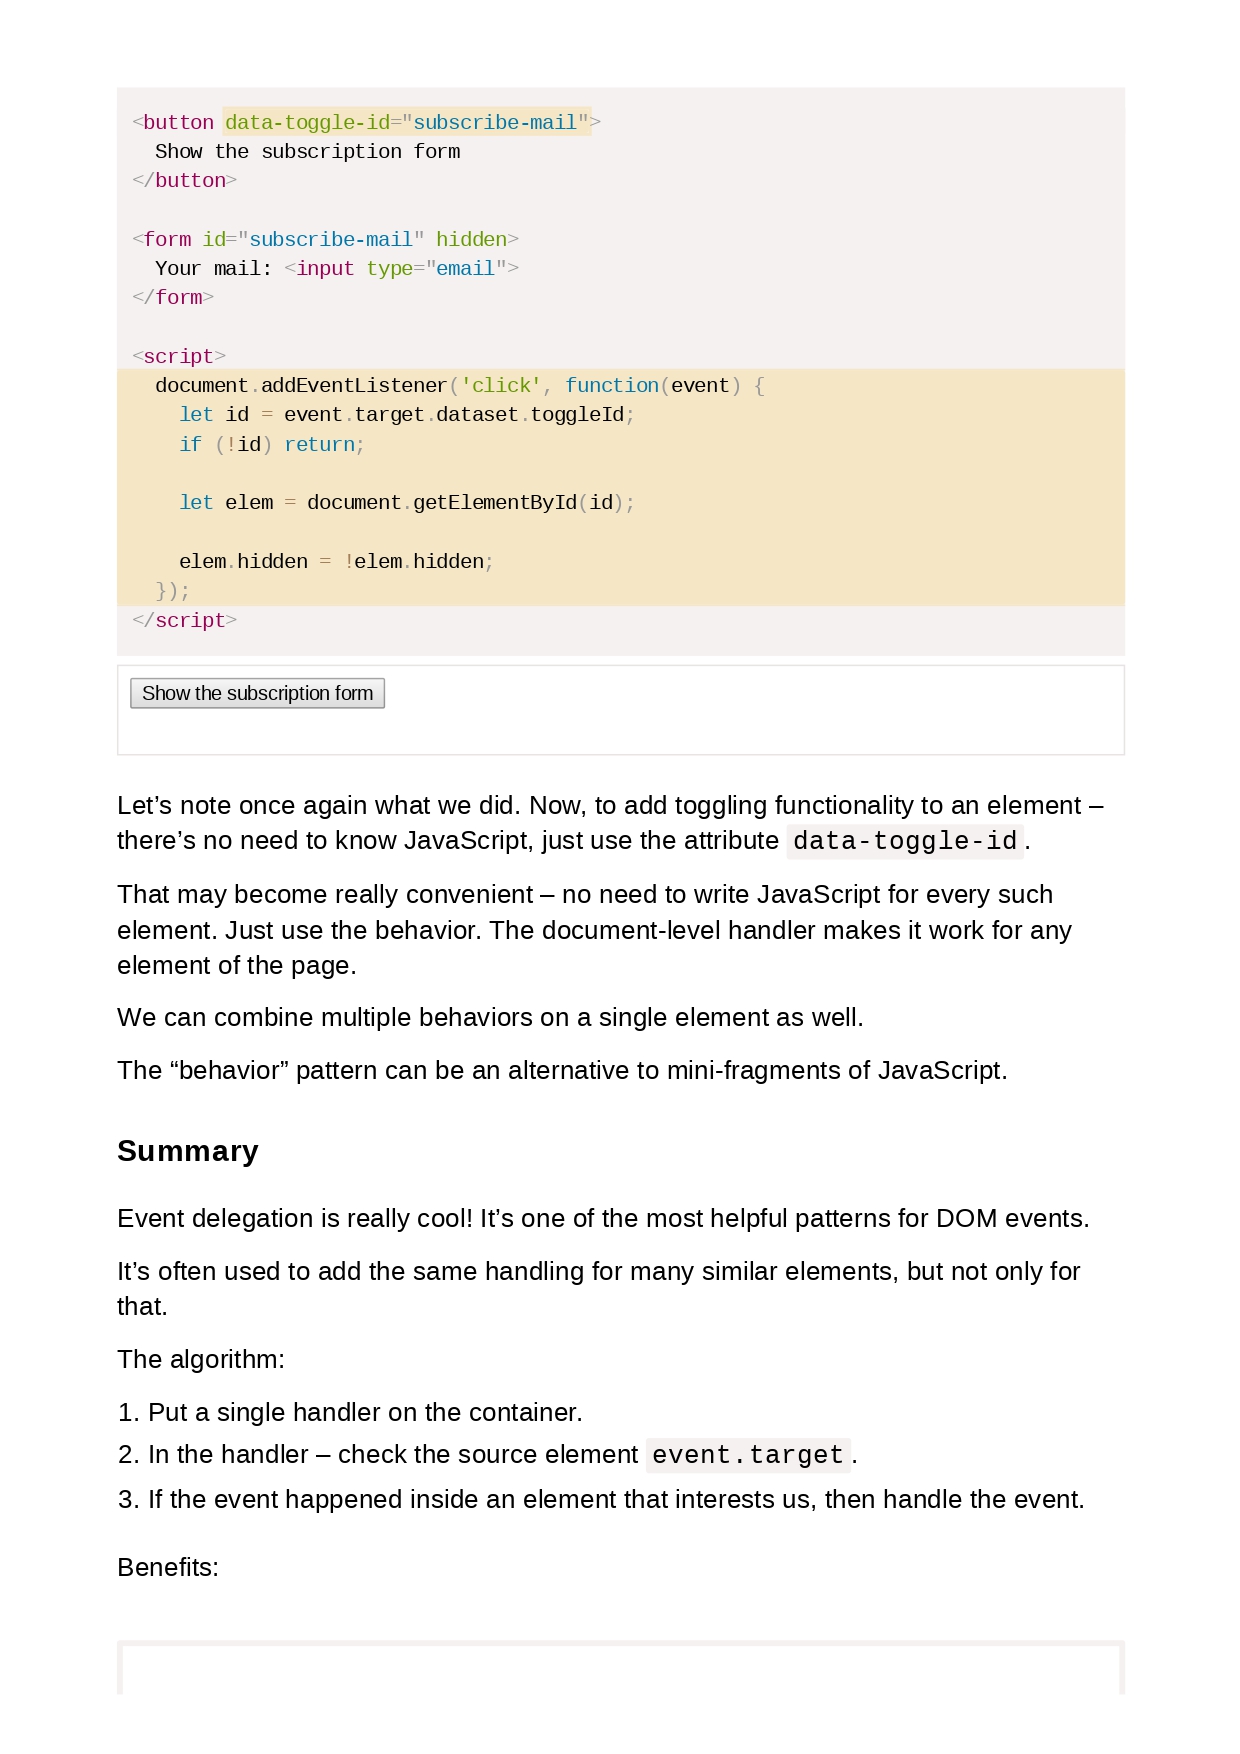 <button data-toggle-id="subscribe-mail">
  Show the subscription form
</button>

<form id="subscribe-mail" hidden>
  Your mail: <input type="email">
</form>

<script>
  document.addEventListener('click', function(event) {
    let id = event.target.dataset.toggleId;
    if (!id) return;

    let elem = document.getElementById(id);

    elem.hidden = !elem.hidden;
  });
</script>
Show the subscription form
Let’s note once again what we did. Now, to add toggling functionality to an element –
there’s no need to know JavaScript, just use the attribute data-toggle-id.
That may become really convenient – no need to write JavaScript for every such
element. Just use the behavior. The document-level handler makes it work for any
element of the page.
We can combine multiple behaviors on a single element as well.
The “behavior” pattern can be an alternative to mini-fragments of JavaScript.
Summary
Event delegation is really cool! It’s one of the most helpful patterns for DOM events.
It’s often used to add the same handling for many similar elements, but not only for
that.
The algorithm:
1. Put a single handler on the container.
2. In the handler – check the source element event.target.
3. If the event happened inside an element that interests us, then handle the event.
Benefits: